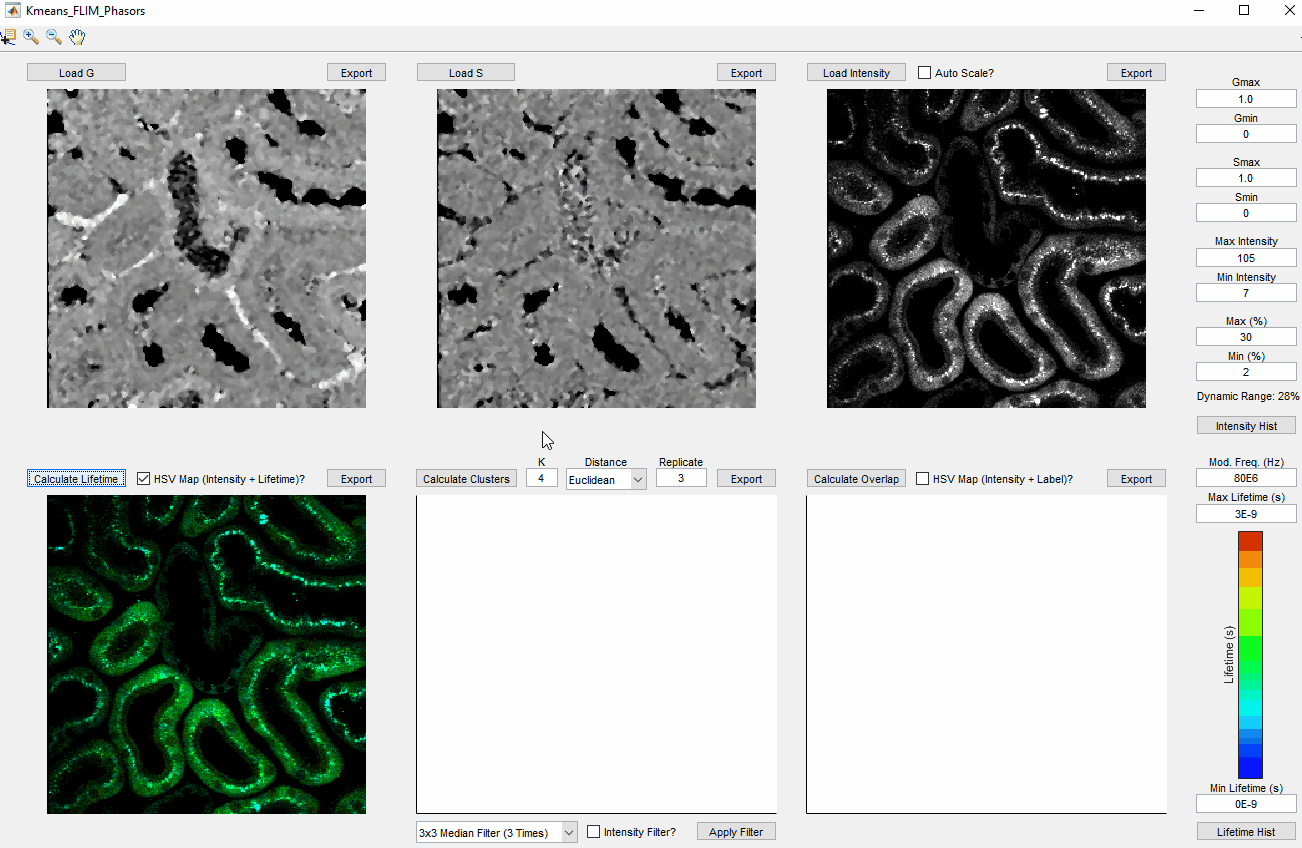 Kmeans_FLIM_Phasors
Load G
Export
Load S
Export
Load Intensity
Auto Scale?
Export
Gmax
1.0
Gmin
0
Smax
1.0
Smin
0
Max Intensity
105
Min Intensity
7
Max (%)
30
Min (%)
2
Dynamic Range: 28%
Intensity Hist
Calculate Lifetime
HSV Map (Intensity + Lifetime)?
Export
Calculate Clusters
K
4
Distance
Euclidean
Replicate
3
Export
Calculate Overlap
HSV Map (Intensity + Label)?
Export
Mod. Freq. (Hz)
80E6
Max Lifetime (s)
3E-9
Lifetime (s)
Min Lifetime (s)
0E-9
Lifetime Hist
3x3 Median Filter (3 Times)
Intensity Filter?
Apply Filter